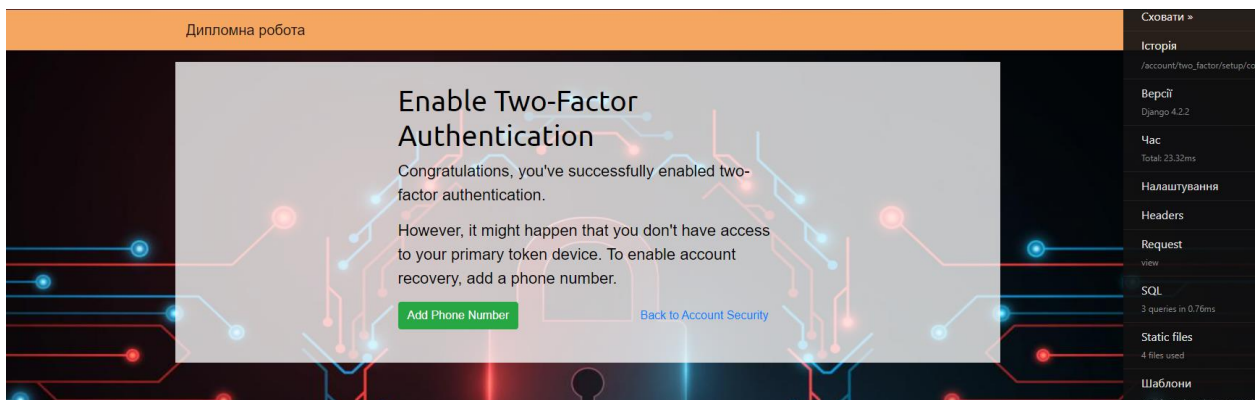 Дипломна робота
Enable Two-Factor
Authentication
Congratulations, you've successfully enabled two-
factor authentication.
However, it might happen that you don't have access
to your primary token device. To enable account
recovery, add a phone number.
Add Phone Number
Back to Account Security
Сховати »
Історія
/account/two_factor/setup/co
Версії
Django 4.2.2
Час
Total: 23.32ms
Налаштування
Headers
Request
view
SQL
3 queries in 0.76ms
Static files
4 files used
Шаблони